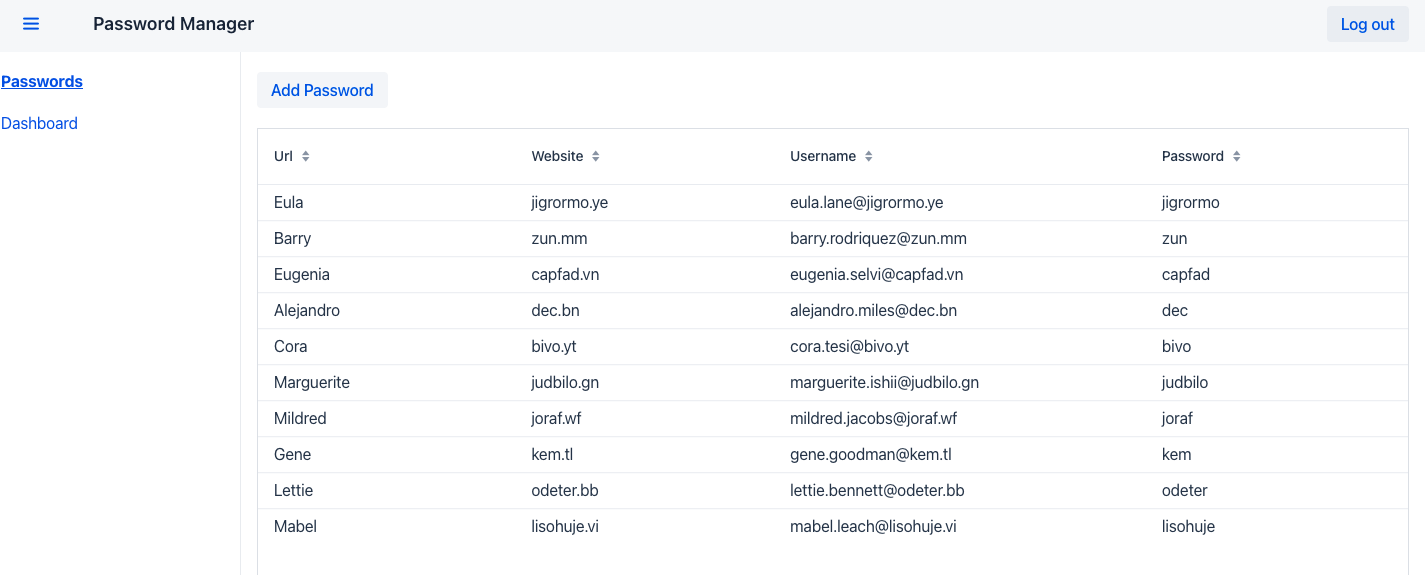 Password Manager
Log out
Passwords
Dashboard
Add Password
Url Website Username Password
Eula jigrormo.ye eula.lane@jigrormo.ye jigrormo
Barry zun.mm barry.rodriquez@zun.mm zun
Eugenia capfad.vn eugenia.selvi@capfad.vn capfad
Alejandro dec.bn alejandro.miles@dec.bn dec
Cora bivo.yt cora.tesi@bivo.yt bivo
Marguerite judbilo.gn marguerite.ishii@judbilo.gn judbilo
Mildred joraf.wf mildred.jacobs@joraf.wf joraf
Gene kem.tl gene.goodman@kem.tl kem
Lettie odeter.bb lettie.bennett@odeter.bb odeter
Mabel lisohuje.vi mabel.leach@lisohuje.vi lisohuje